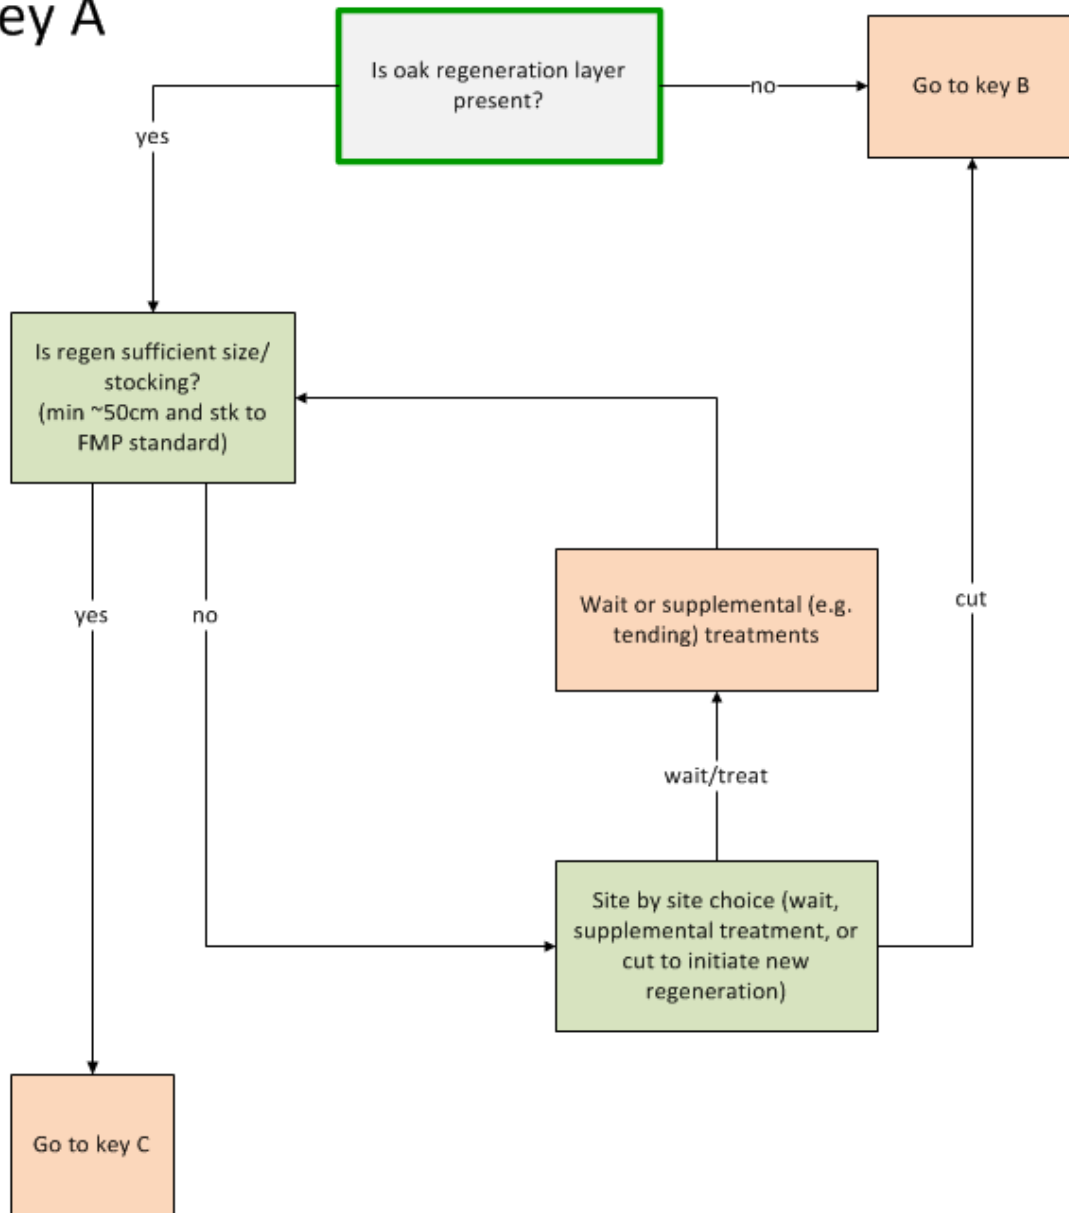 ey A
Is oak regeneration layer
present?
no
Go to key B
yes
Is regen sufficient size/
stocking?
(min ~50cm and stk to
FMP standard)
Wait or supplemental (e.g.
tending) treatments
cut
yes
no
wait/treat
Site by site choice (wait,
supplemental treatment, or
cut to initiate new
regeneration)
Go to key C